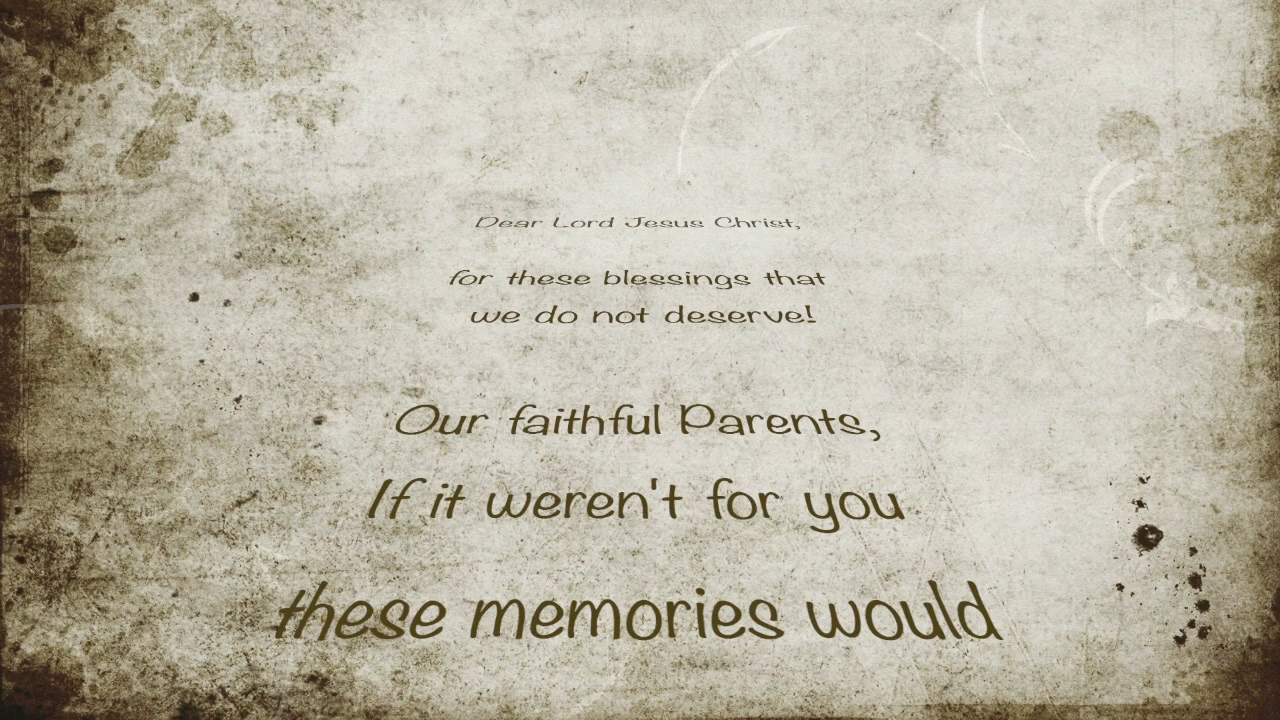 Dear Lord Jesus Christ,
for these blessings that
we do not deserve!
Our faithful Parents,
If it weren't for you
these memories would